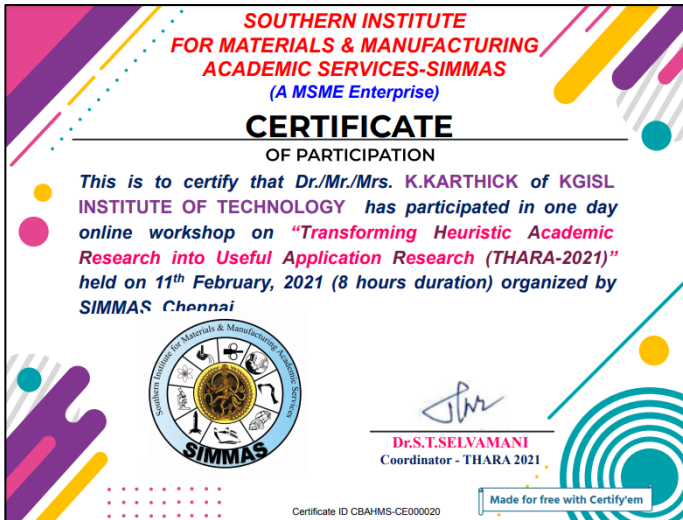 SOUTHERN INSTITUTE
FOR MATERIALS & MANUFACTURING
ACADEMIC SERVICES-SIMMAS
(A MSME Enterprise)
CERTIFICATE
OF PARTICIPATION
This is to certify that Dr./Mr./Mrs. K.KARTHICK of KGISL
INSTITUTE OF TECHNOLOGY has participated in one day
online workshop on “Transforming Heuristic Academic
Research into Useful Application Research (THARA-2021)”
held on 11th February, 2021 (8 hours duration) organized by
SIMMAS, Chennai
Southern Institute for Materials & Manufacturing Academic Services
SIMMAS
Dr.S.T.SELVAMANI
Coordinator - THARA 2021
Made for free with Certify'em
Certificate ID CBAHMS-CE000020